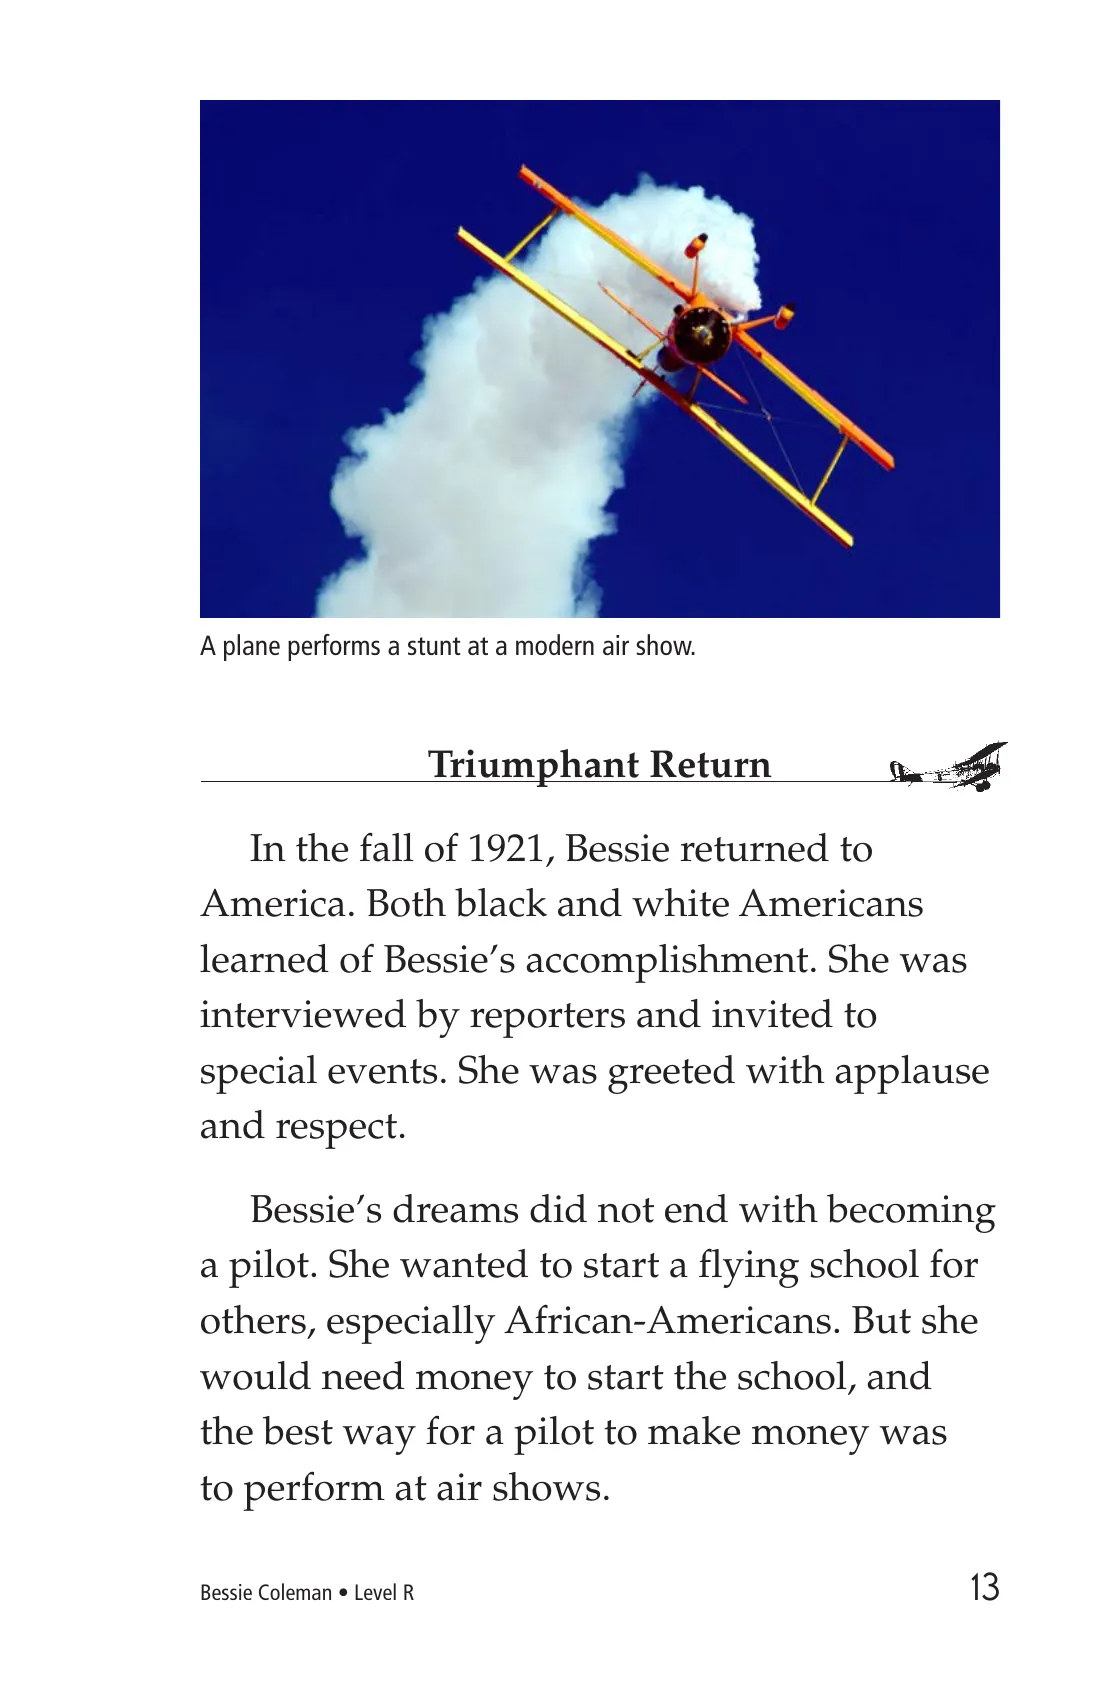 A plane performs a stunt at a modern air show.
Triumphant Return
In the fall of 1921, Bessie returned to
America. Both black and white Americans
learned of Bessie’s accomplishment. She was
interviewed by reporters and invited to
special events. She was greeted with applause
and respect.
Bessie’s dreams did not end with becoming
a pilot. She wanted to start a flying school for
others, especially African-Americans. But she
would need money to start the school, and
the best way for a pilot to make money was
to perform at air shows.
Bessie Coleman • Level R
13